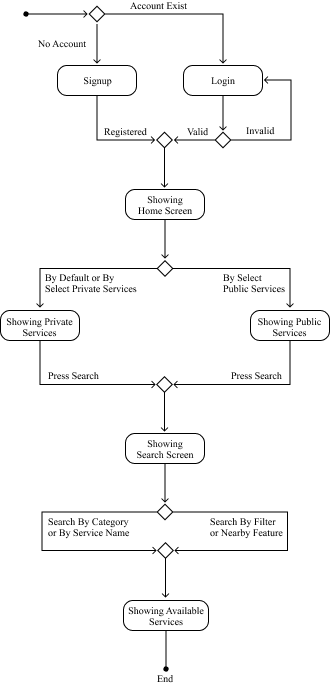 Account Exist
No Account
Signup
Login
Registered
Valid
Invalid
Showing
Home Screen
By Default or By
Select Private Services
By Select
Public Services
Showing Private
Services
Showing Public
Services
Press Search
Press Search
Showing
Search Screen
Search By Category
or By Service Name
Search By Filter
or Nearby Feature
Showing Available
Services
End